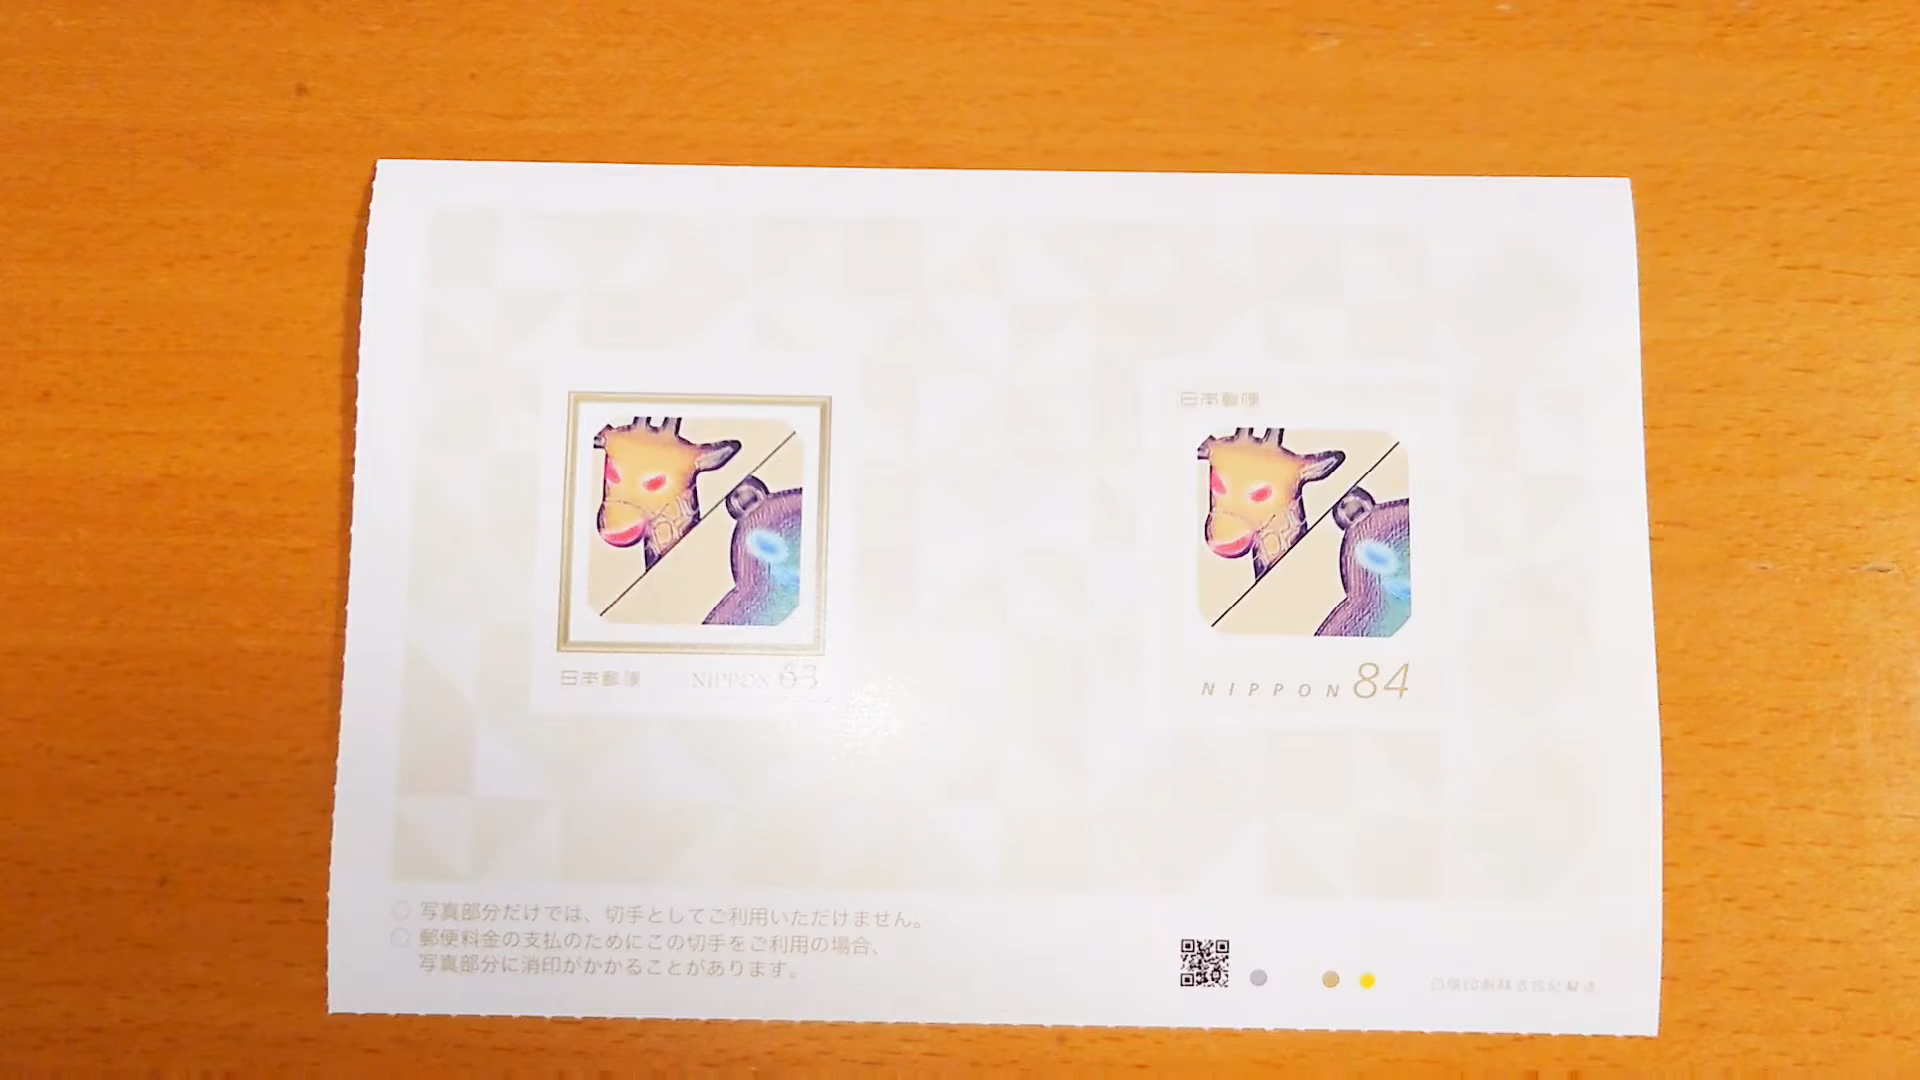 日本郵便
日本郵便 NIPPON 63
NIPPON 84
写真部分だけでは、切手としてご利用いただけません。
郵便料金の支払のためにこの切手をご利用の場合、
写真部分に消印がかかることがあります。